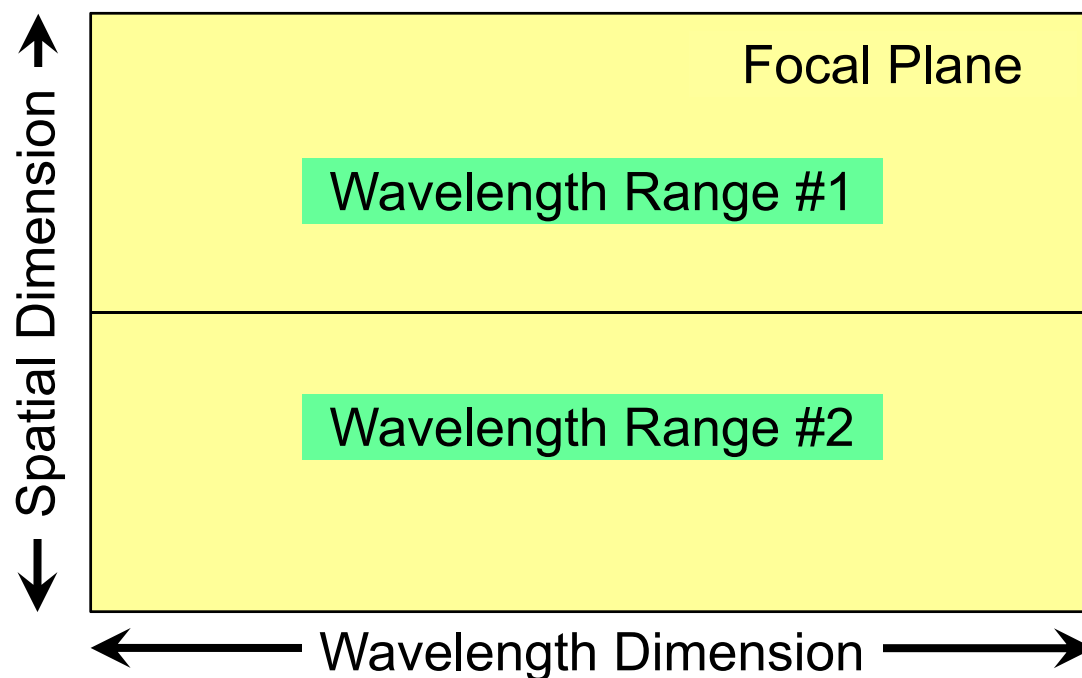 Focal Plane
Spatial Dimension
Wavelength Range #1
Wavelength Range #2
Wavelength Dimension